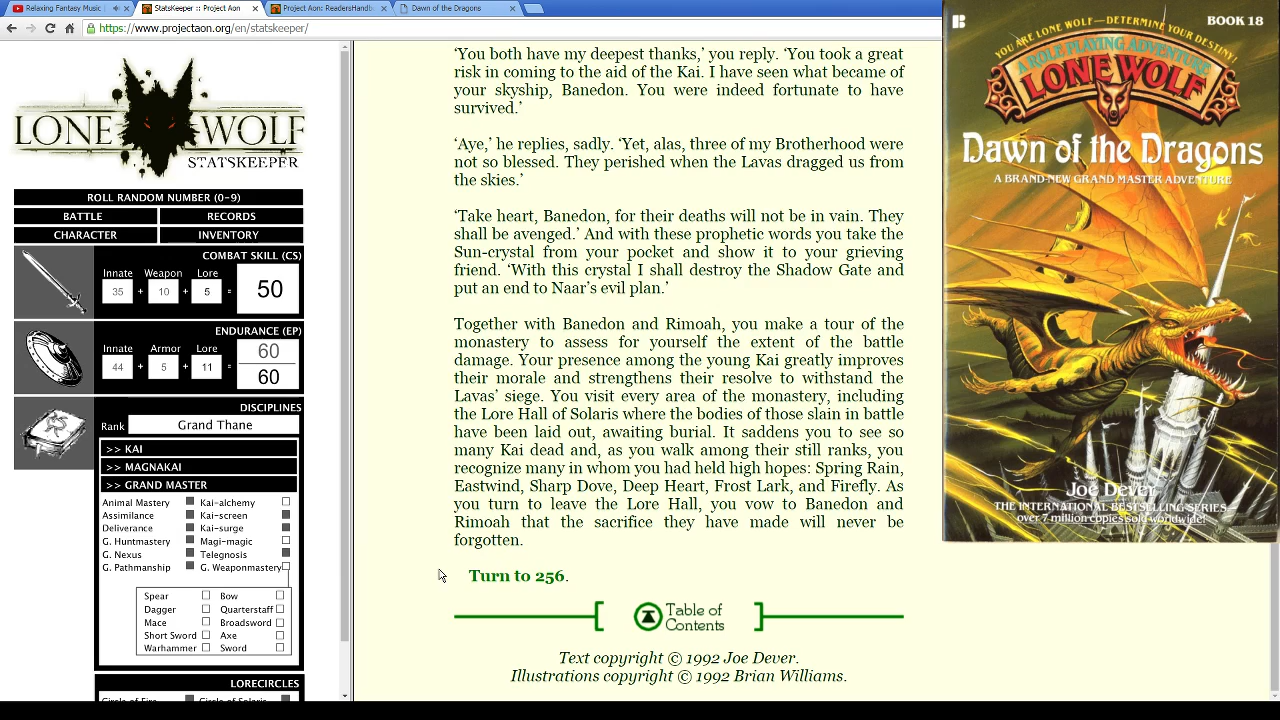 Relaxing Fantasy Music
StatsKeeper :: Project Aon
Project Aon: ReadersHandb
Dawn of the Dragons
https://www.projectaon.org/en/statskeeper/
LONE WOLF
STATSKEEPER
ROLL RANDOM NUMBER (0-9)
BATTLE RECORDS
CHARACTER INVENTORY
COMBAT SKILL (CS)
Innate Weapon Lore
35 + 10 + 5 = 50
ENDURANCE (EP)
Innate Armor Lore
44 + 5 + 11 = 60
60
DISCIPLINES
Rank Grand Thane
>> KAI
>> MAGNAKAI
>> GRAND MASTER
Animal Mastery Kai-alchemy
Assimilance Kai-screen
Deliverance Kai-surge
G. Huntmastery Magi-magic
G. Nexus Telegnosis
G. Pathmanship G. Weaponmastery
Spear Bow
Dagger Quarterstaff
Mace Broadsword
Short Sword Axe
Warhammer Sword
LORECIRCLES
Circle of Fire Circle of Solaris
‘You both have my deepest thanks,’ you reply. ‘You took a great
risk in coming to the aid of the Kai. I have seen what became of
your skyship, Banedon. You were indeed fortunate to have
survived.’
‘Aye,’ he replies, sadly. ‘Yet, alas, three of my Brotherhood were
not so blessed. They perished when the Lavas dragged us from
the skies.’
‘Take heart, Banedon, for their deaths will not be in vain. They
shall be avenged.’ And with these prophetic words you take the
Sun-crystal from your pocket and show it to your grieving
friend. ‘With this crystal I shall destroy the Shadow Gate and
put an end to Naar’s evil plan.’
Together with Banedon and Rimoah, you make a tour of the
monastery to assess for yourself the extent of the battle
damage. Your presence among the young Kai greatly improves
their morale and strengthens their resolve to withstand the
Lavas’ siege. You visit every area of the monastery, including
the Lore Hall of Solaris where the bodies of those slain in battle
have been laid out, awaiting burial. It saddens you to see so
many Kai dead and, as you walk among their still ranks, you
recognize many in whom you had held high hopes: Spring Rain,
Eastwind, Sharp Dove, Deep Heart, Frost Lark, and Firefly. As
you turn to leave the Lore Hall, you vow to Banedon and
Rimoah that the sacrifice they have made will never be
forgotten.
Turn to 256.
Table of
Contents
Text copyright © 1992 Joe Dever.
Illustrations copyright © 1992 Brian Williams.
B
BOOK 18
YOU ARE LONE WOLF—DETERMINE YOUR DESTINY!
A ROLE PLAYING ADVENTURE
LONE WOLF
Dawn of the Dragons
A BRAND-NEW GRAND MASTER ADVENTURE
Joe Dever
THE INTERNATIONAL BESTSELLING SERIES—
over 7 million copies sold worldwide!